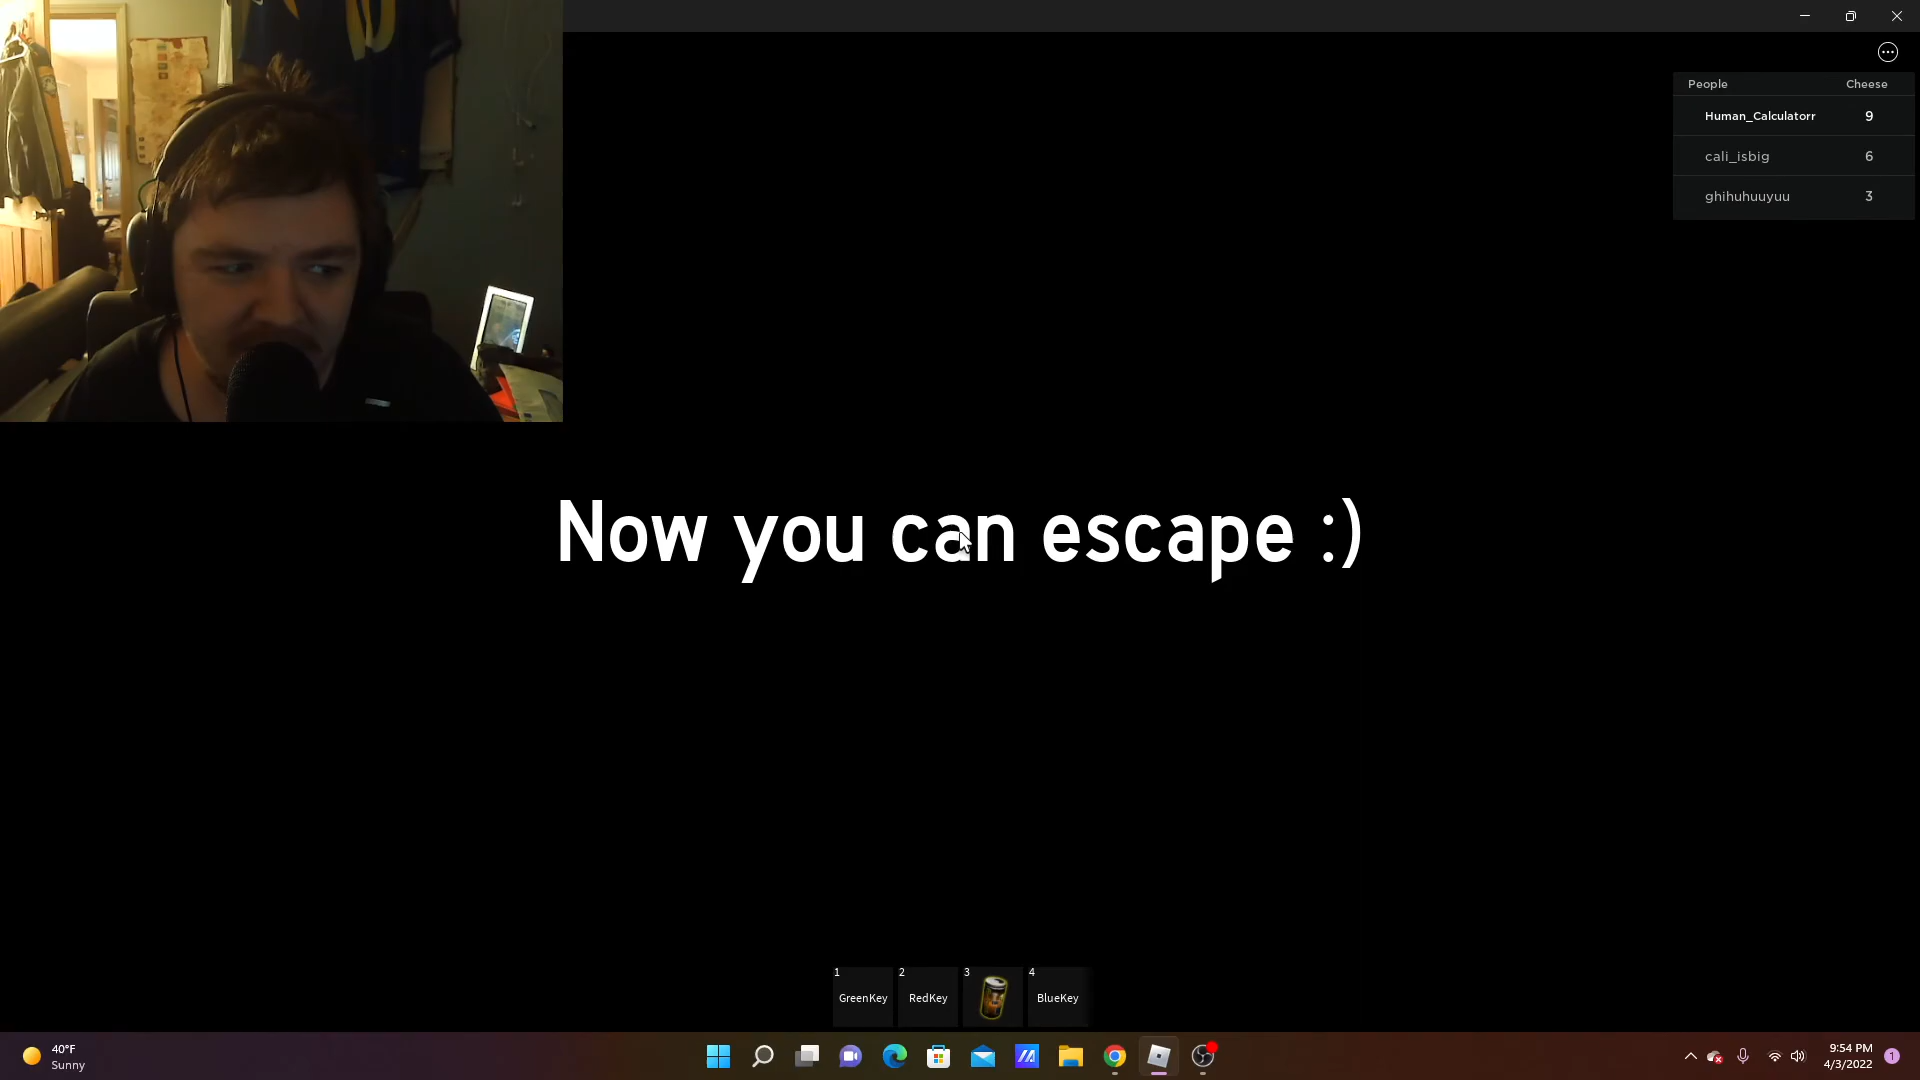 People Cheese
Human_Calculatorr 9
cali_isbig 6
ghihuhuuyuu 3
Now you can escape :)
1 2 3 4
GreenKey RedKey BlueKey
40°F
Sunny
9:54 PM
4/3/2022
1